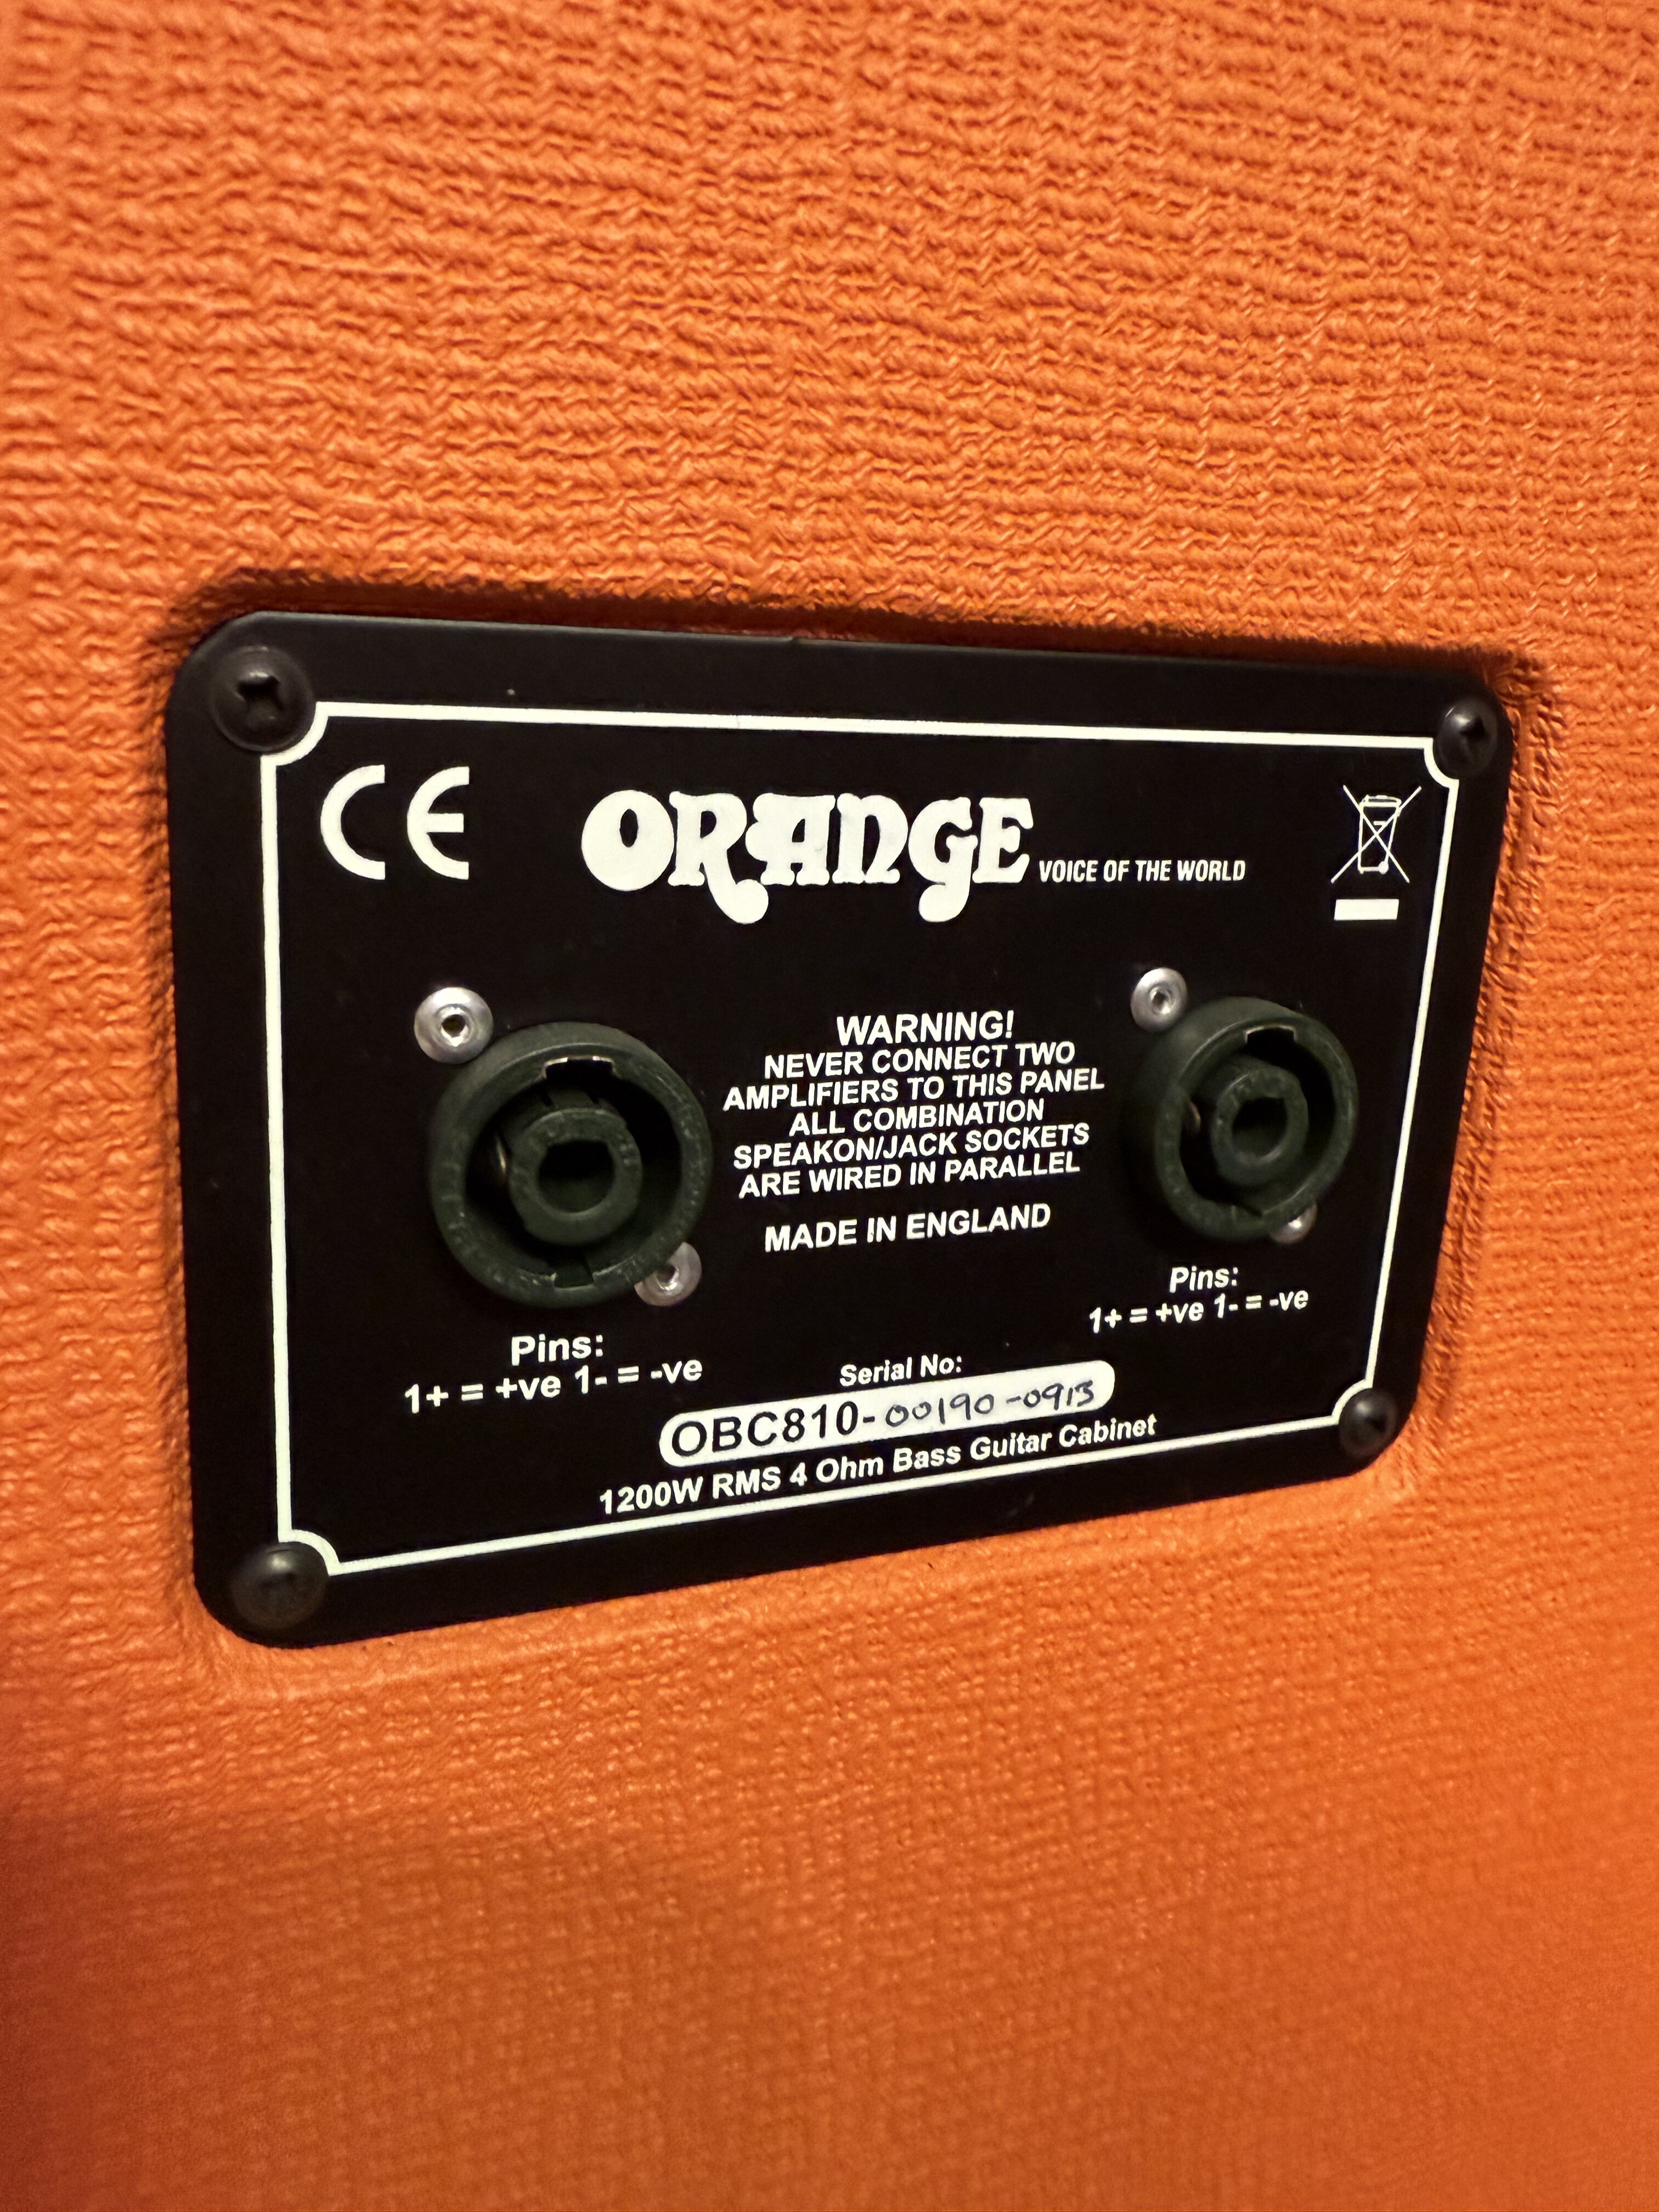 CE
ORANGE VOICE OF THE WORLD
WARNING!
NEVER CONNECT TWO
AMPLIFIERS TO THIS PANEL
ALL COMBINATION
SPEAKON/JACK SOCKETS
ARE WIRED IN PARALLEL
MADE IN ENGLAND
Pins:
1+ = +ve 1- = -ve
Pins:
1+ = +ve 1- = -ve
Serial No:
OBC810-00190-0913
1200W RMS 4 Ohm Bass Guitar Cabinet